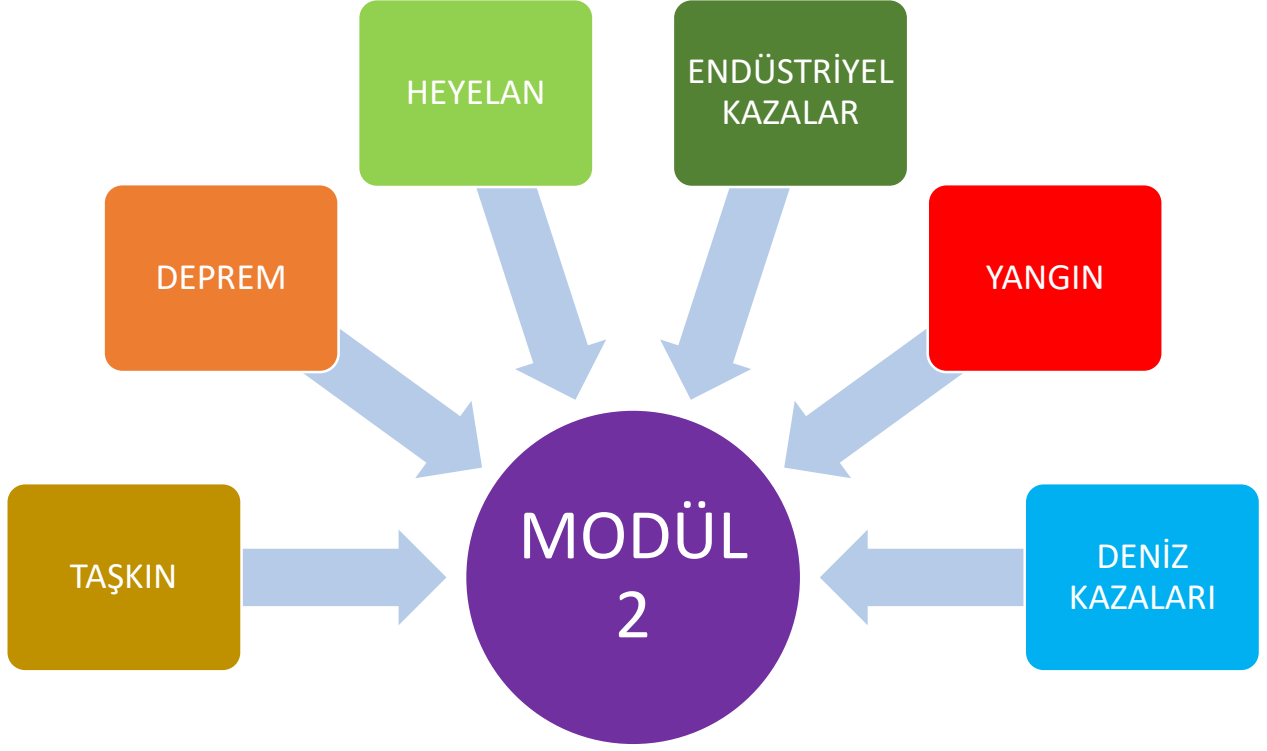 HEYELAN
ENDÜSTRİYEL
KAZALAR
DEPREM
YANGIN
TAŞKIN
MODÜL
2
DENİZ
KAZALARI